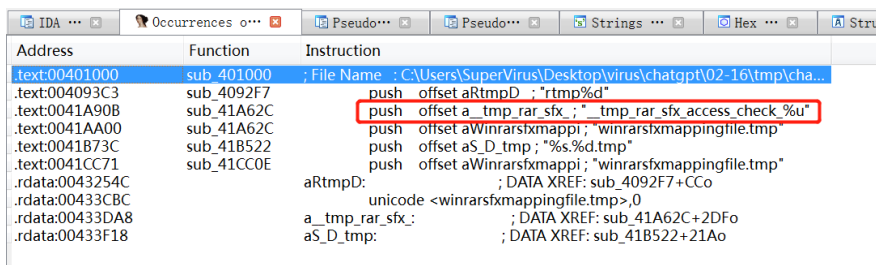 IDA ··· Occurrences o··· Pseudo··· Pseudo··· Strings ··· Hex ··· Stru
Address Function Instruction
.text:00401000 sub_401000 ; File Name : C:\Users\SuperVirus\Desktop\virus\chatgpt\02-16\tmp\cha...
.text:004093C3 sub_4092F7 push offset aRtmpD ; "rtmp%d"
.text:0041A90B sub_41A62C push offset a__tmp_rar_sfx_ ; "__tmp_rar_sfx_access_check_%u"
.text:0041AA00 sub_41A62C push offset aWinrarsfxmappi ; "winrarsfxmappingfile.tmp"
.text:0041B73C sub_41B522 push offset aS_D_tmp ; "%s.%d.tmp"
.text:0041CC71 sub_41CC0E push offset aWinrarsfxmappi ; "winrarsfxmappingfile.tmp"
.rdata:0043254C aRtmpD: ; DATA XREF: sub_4092F7+CCo
.rdata:00433CBC unicode <winrarsfxmappingfile.tmp>,0
.rdata:00433DA8 a__tmp_rar_sfx_: ; DATA XREF: sub_41A62C+2DFo
.rdata:00433F18 aS_D_tmp: ; DATA XREF: sub_41B522+21Ao